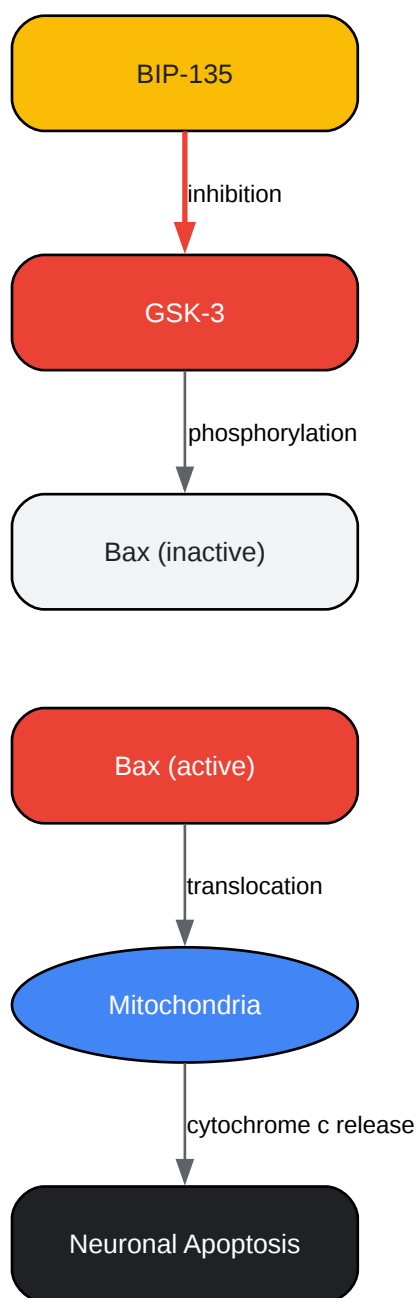 BIP-135
inhibition
GSK-3
phosphorylation
Bax (inactive)
Bax (active)
translocation
Mitochondria
cytochrome c release
Neuronal Apoptosis